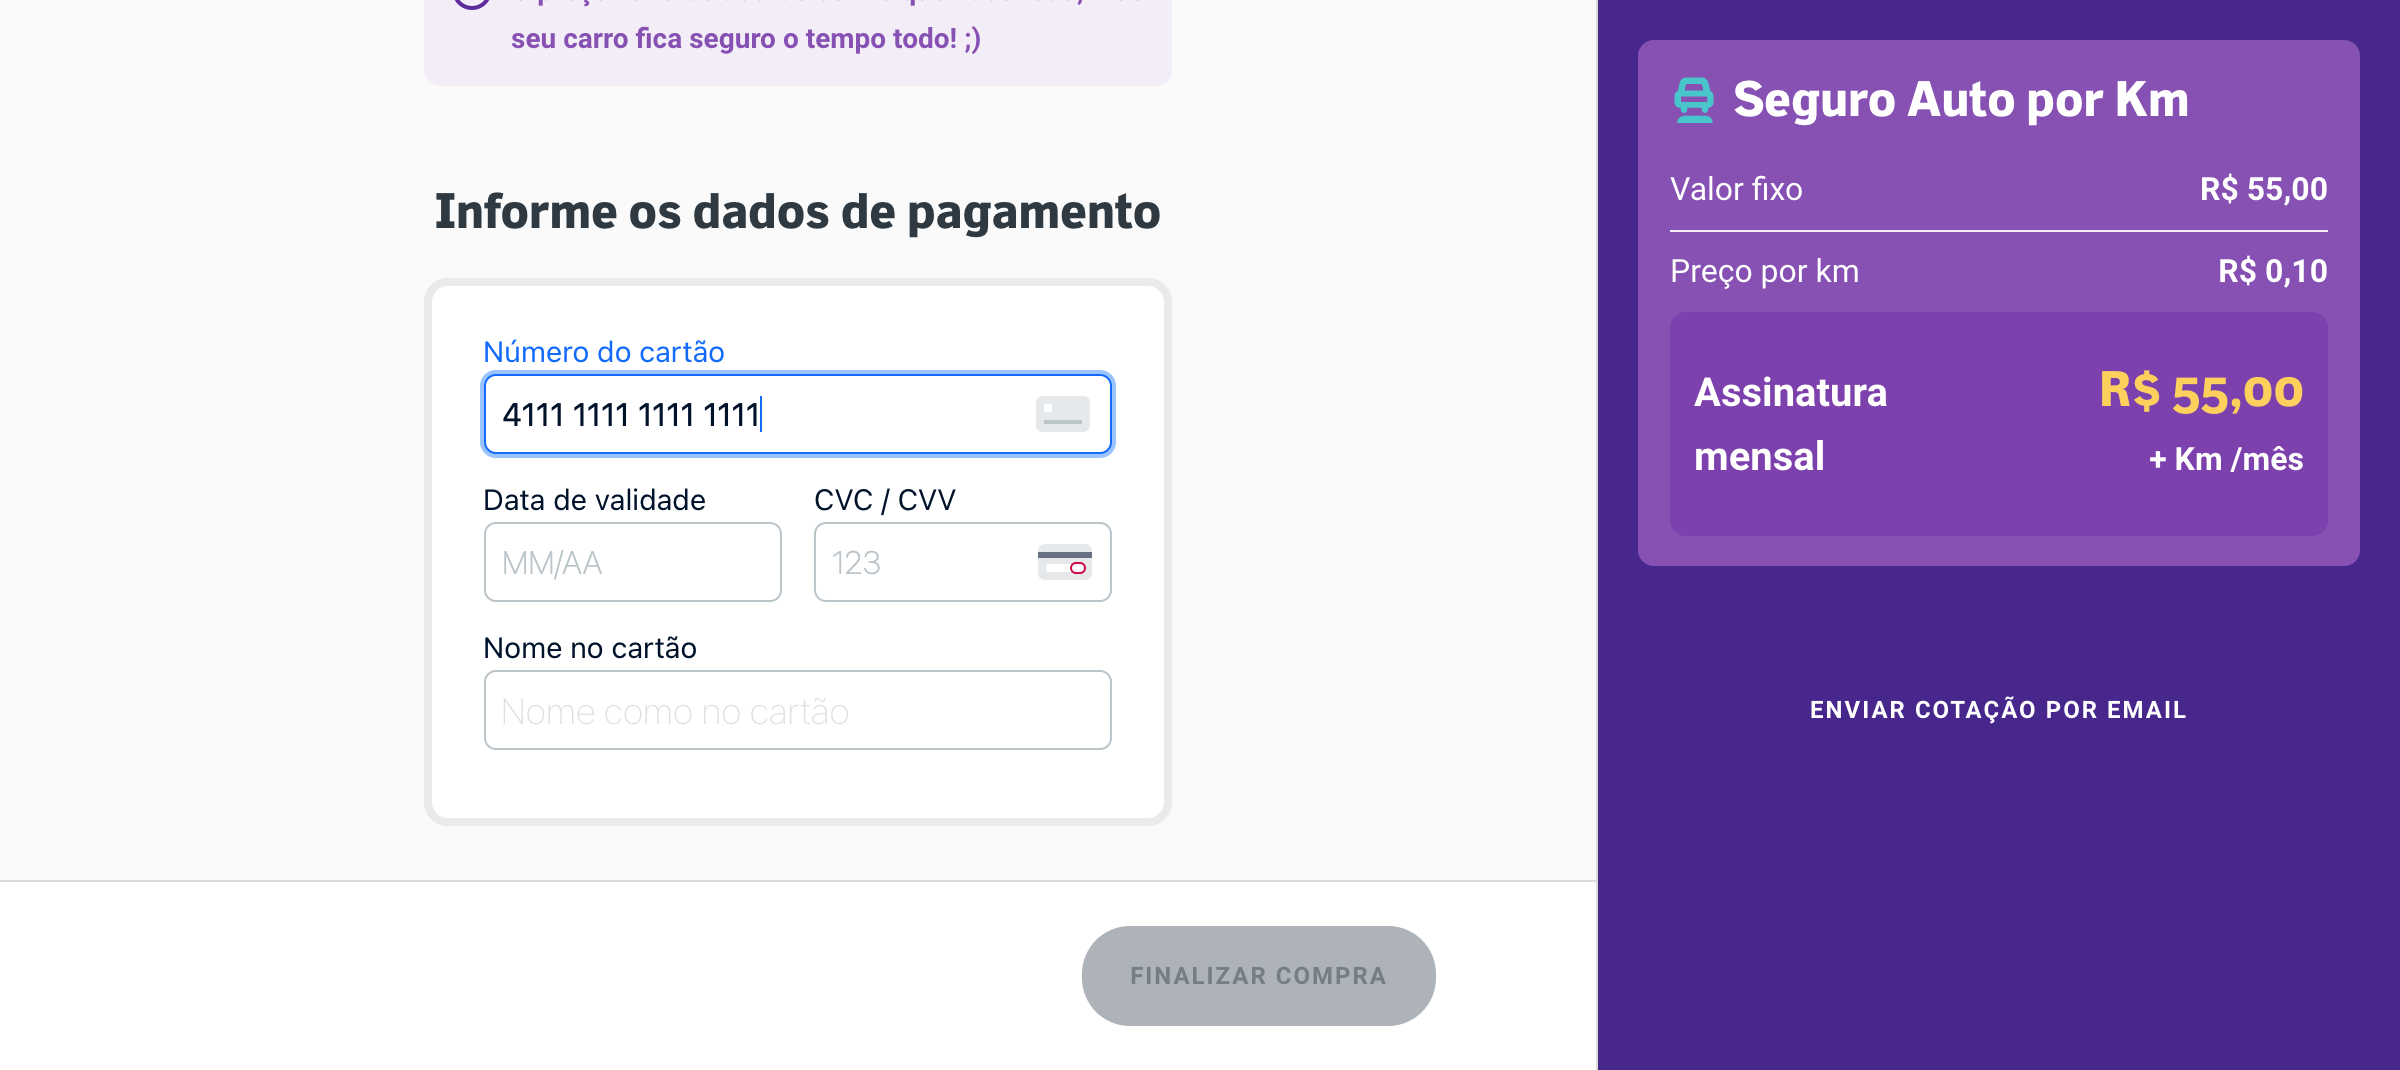 seu carro fica seguro o tempo todo! ;)
Informe os dados de pagamento
Número do cartão
4111 1111 1111 1111
Data de validade
CVC / CVV
MM/AA
123
Nome no cartão
Nome como no cartão
FINALIZAR COMPRA
Seguro Auto por Km
Valor fixo
R$ 55,00
Preço por km
R$ 0,10
Assinatura
mensal
R$ 55,00
+ Km /mês
ENVIAR COTAÇÃO POR EMAIL